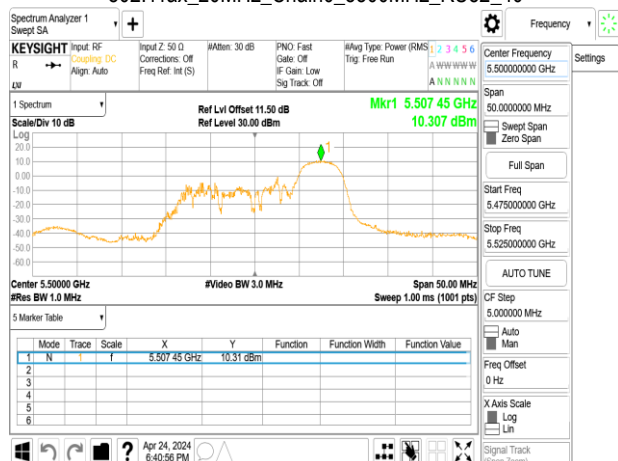 Spectrum Analyzer 1
Swept SA
Frequency
KEYSIGHT
R
Input: RF
Coupling: DC
Align: Auto
Input Z: 50 Ω
Corrections: Off
Freq Ref: Int (S)
#Atten: 30 dB
PNO: Fast
Gate: Off
IF Gain: Low
Sig Track: Off
#Avg Type: Power (RMS
Trig: Free Run
1 2 3 4 5 6
A W W W W W
A N N N N N
Settings
Center Frequency
5.500000000 GHz
Span
50.0000000 MHz
Swept Span
Zero Span
Full Span
Start Freq
5.475000000 GHz
Stop Freq
5.525000000 GHz
AUTO TUNE
CF Step
5.000000 MHz
Auto
Man
Freq Offset
0 Hz
X Axis Scale
Log
Lin
Signal Track
1 Spectrum
Scale/Div 10 dB
Ref Lvl Offset 11.50 dB
Ref Level 30.00 dBm
Mkr1 5.507 45 GHz
10.307 dBm
Log
20.0
10.0
0.00
-10.0
-20.0
-30.0
-40.0
-50.0
-60.0
1
Center 5.50000 GHz
#Res BW 1.0 MHz
#Video BW 3.0 MHz
Span 50.00 MHz
Sweep 1.00 ms (1001 pts)
5 Marker Table
Mode Trace Scale X Y Function Function Width Function Value
1 N 1 f 5.507 45 GHz 10.31 dBm
2
3
4
5
6
?
Apr 24, 2024
6:40:56 PM